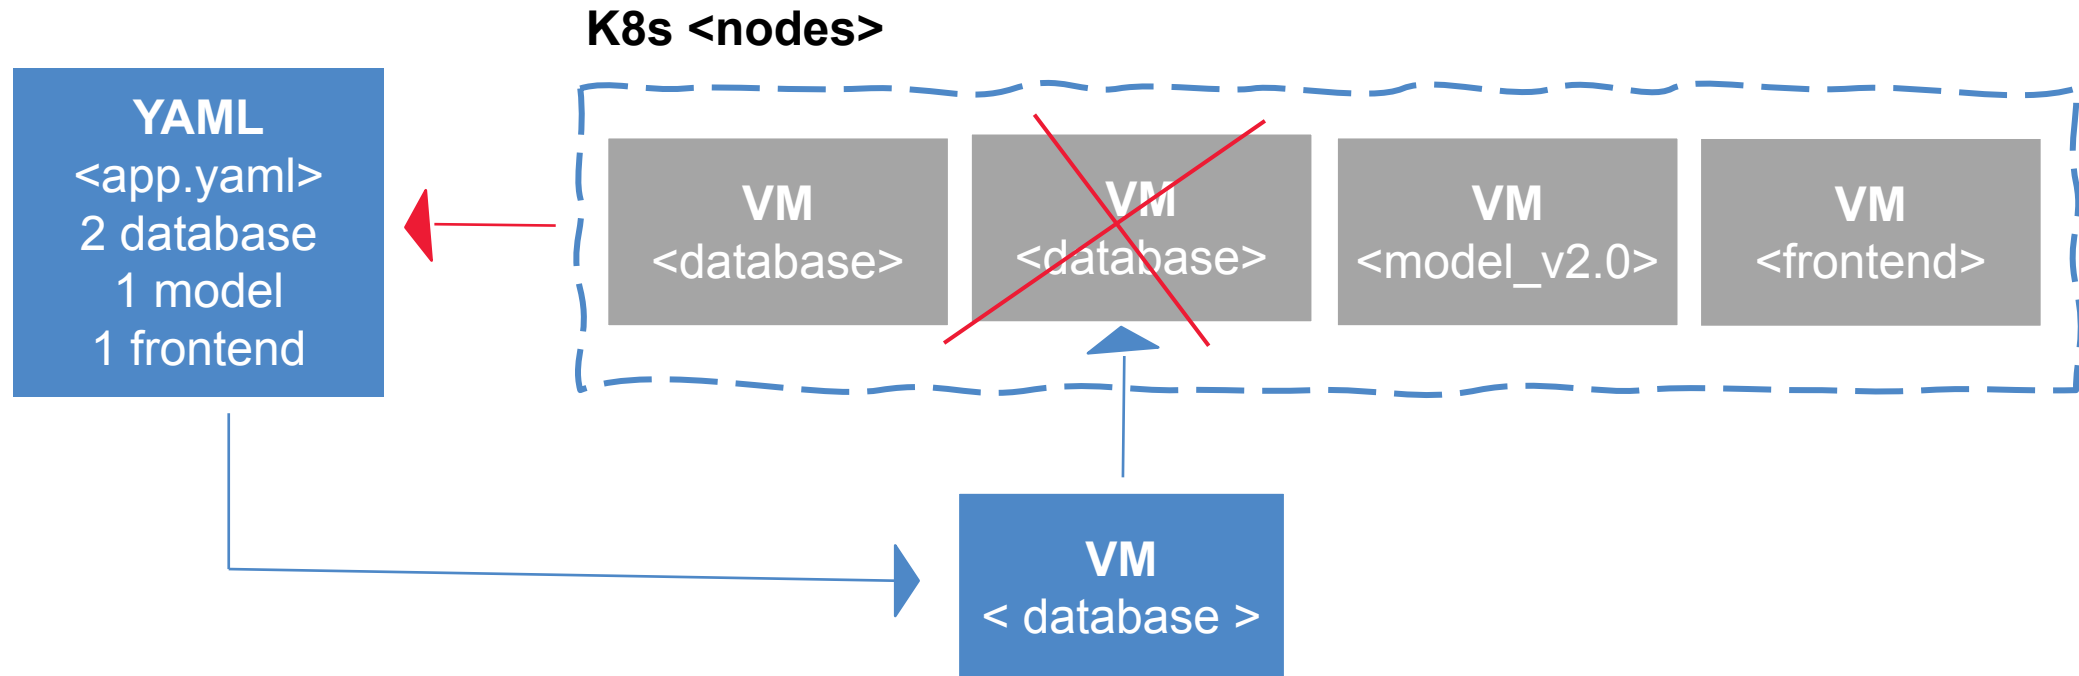 K8s <nodes>
YAML
<app.yaml>
2 database
1 model
1 frontend
VM
<database>
VM
<database>
VM
<model_v2.0>
VM
<frontend>
VM
< database >